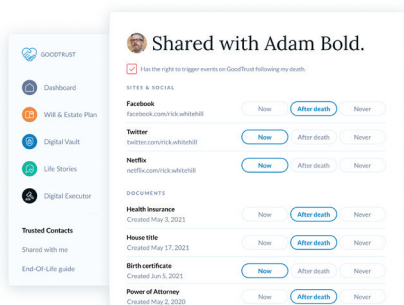 GOODTRUST
Dashboard
Will & Estate Plan
Digital Vault
Life Stories
Digital Executor
Trusted Contacts
Shared with me
End-Of-Life guide
Shared with Adam Bold.
Has the right to trigger events on GoodTrust following my death.
SITES & SOCIAL
Facebook
facebook.com/rick.whitehill
Now After death Never
Twitter
twitter.com/rick.whitehill
Now After death Never
Netflix
netflix.com/rick.whitehill
Now After death Never
DOCUMENTS
Health insurance
Created May 3, 2021
Now After death Never
House title
Created May 17, 2021
Now After death Never
Birth certificate
Created Jun 5, 2021
Now After death Never
Power of Attorney
Created May 2, 2020
Now After death Never